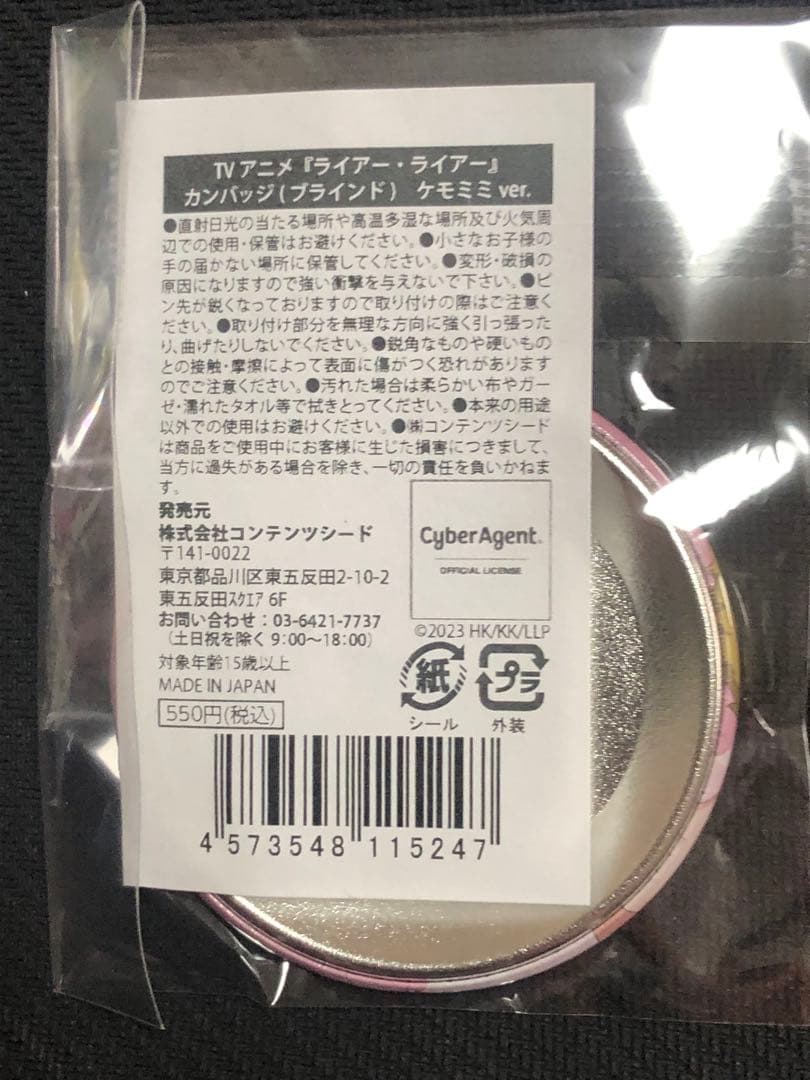 TVアニメ『ライアー・ライアー』
カンバッジ(ブラインド) ケモミミver.
●直射日光の当たる場所や高温多湿な場所及び火気周
辺での使用・保管はお避けください。●小さなお子様の
手の届かない場所に保管してください。●変形・破損の
原因になりますので強い衝撃を与えないで下さい。●ピ
ン先が鋭くなっておりますので取り付けの際はご注意く
ださい。●取り付け部分を無理な方向に強く引っ張った
り、曲げたりしないでください。●鋭角なものや硬いもの
との接触・摩擦によって表面に傷がつく恐れがあります
のでご注意ください。●汚れた場合は柔らかい布やガー
ゼ・濡れたタオル等で拭きとってください。●本来の用途
以外での使用はお避けください。●㈱コンテンツシード
は商品をご使用中にお客様に生じた損害につきまして、
当方に過失がある場合を除き、一切の責任を負いかねま
す。
発売元
株式会社コンテンツシード
〒141-0022
東京都品川区東五反田2-10-2
東五反田ｽｸｴｱ 6F
お問い合わせ：03-6421-7737
（土日祝を除く 9:00～18:00）
対象年齢15歳以上
MADE IN JAPAN
550円(税込)
CyberAgent.
OFFICIAL LICENSE
©2023 HK/KK/LLP
紙
シール
プラ
外装
4 573548 115247